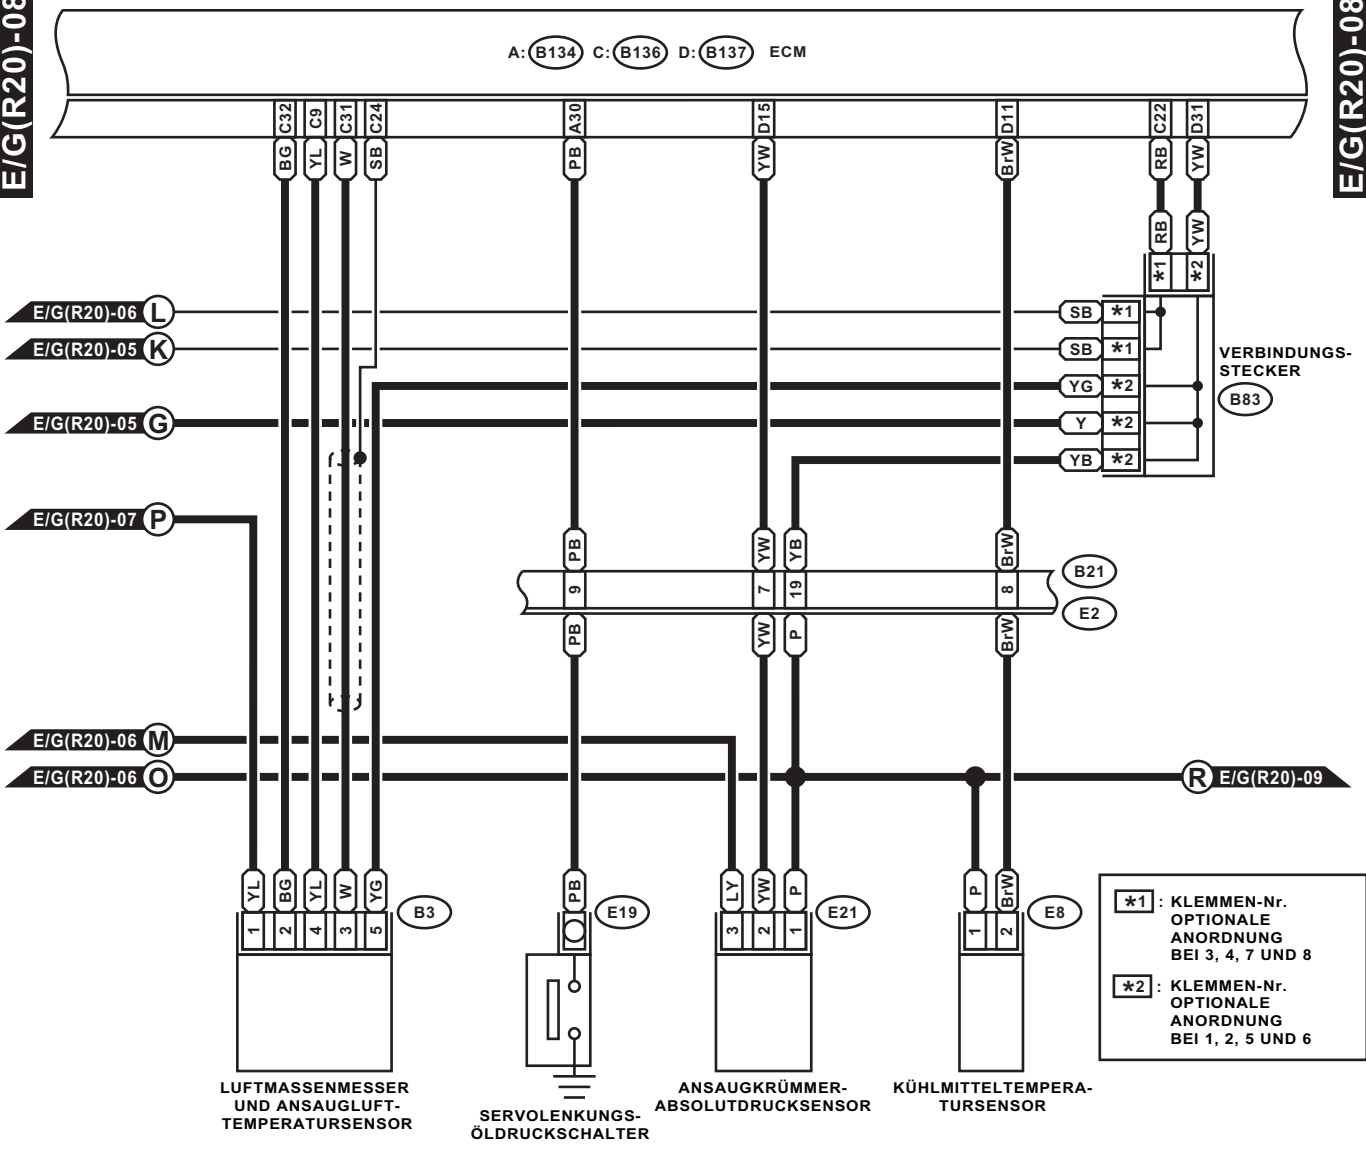 E/G(R20)-08
E/G(R20)-08
A: B134 C: B136 D: B137 ECM
C32 C9 C31 C24 A30 D15 D11 C22 D31
BG YL W SB PB YW BrW RB YW
RB YW
*1 *2
E/G(R20)-06 L SB *1
E/G(R20)-05 K SB *1
VERBINDUNGS-
STECKER
YG *2
B83
E/G(R20)-05 G Y *2
YB *2
E/G(R20)-07 P
PB YW YB BrW
B21
9 7 19 8
E2
PB YW P BrW
E/G(R20)-06 M
E/G(R20)-06 O R E/G(R20)-09
YL BG YL W YG PB LY YW P P BrW
B3 E19 E21 E8
1 2 4 3 5 3 2 1 1 2
*1 : KLEMMEN-Nr.
OPTIONALE
ANORDNUNG
BEI 3, 4, 7 UND 8
*2 : KLEMMEN-Nr.
OPTIONALE
ANORDNUNG
BEI 1, 2, 5 UND 6
LUFTMASSENMESSER
UND ANSAUGLUFT-
TEMPERATURSENSOR
SERVOLENKUNGS-
ÖLDRUCKSCHALTER
ANSAUGKRÜMMER-
ABSOLUTDRUCKSENSOR
KÜHLMITTELTEMPERA-
TURSENSOR